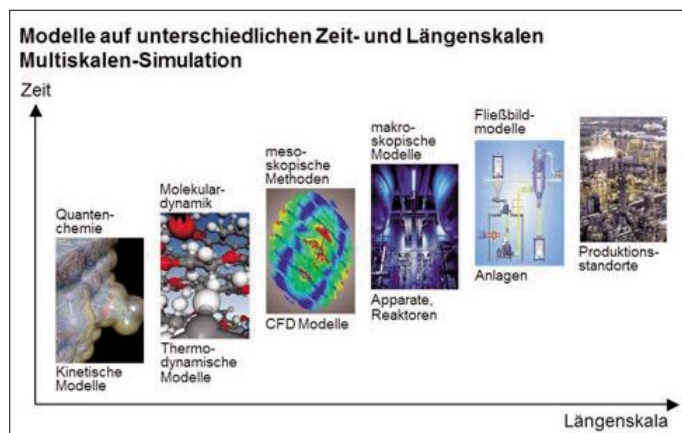 Modelle auf unterschiedlichen Zeit- und Längenskalen
Multiskalen-Simulation
Zeit
Quanten-
chemie
Kinetische
Modelle
Molekular-
dynamik
Thermo-
dynamische
Modelle
meso-
skopische
Methoden
CFD Modelle
makro-
skopische
Modelle
Apparate,
Reaktoren
Fließbild-
modelle
Anlagen
Produktions-
standorte
Längenskala